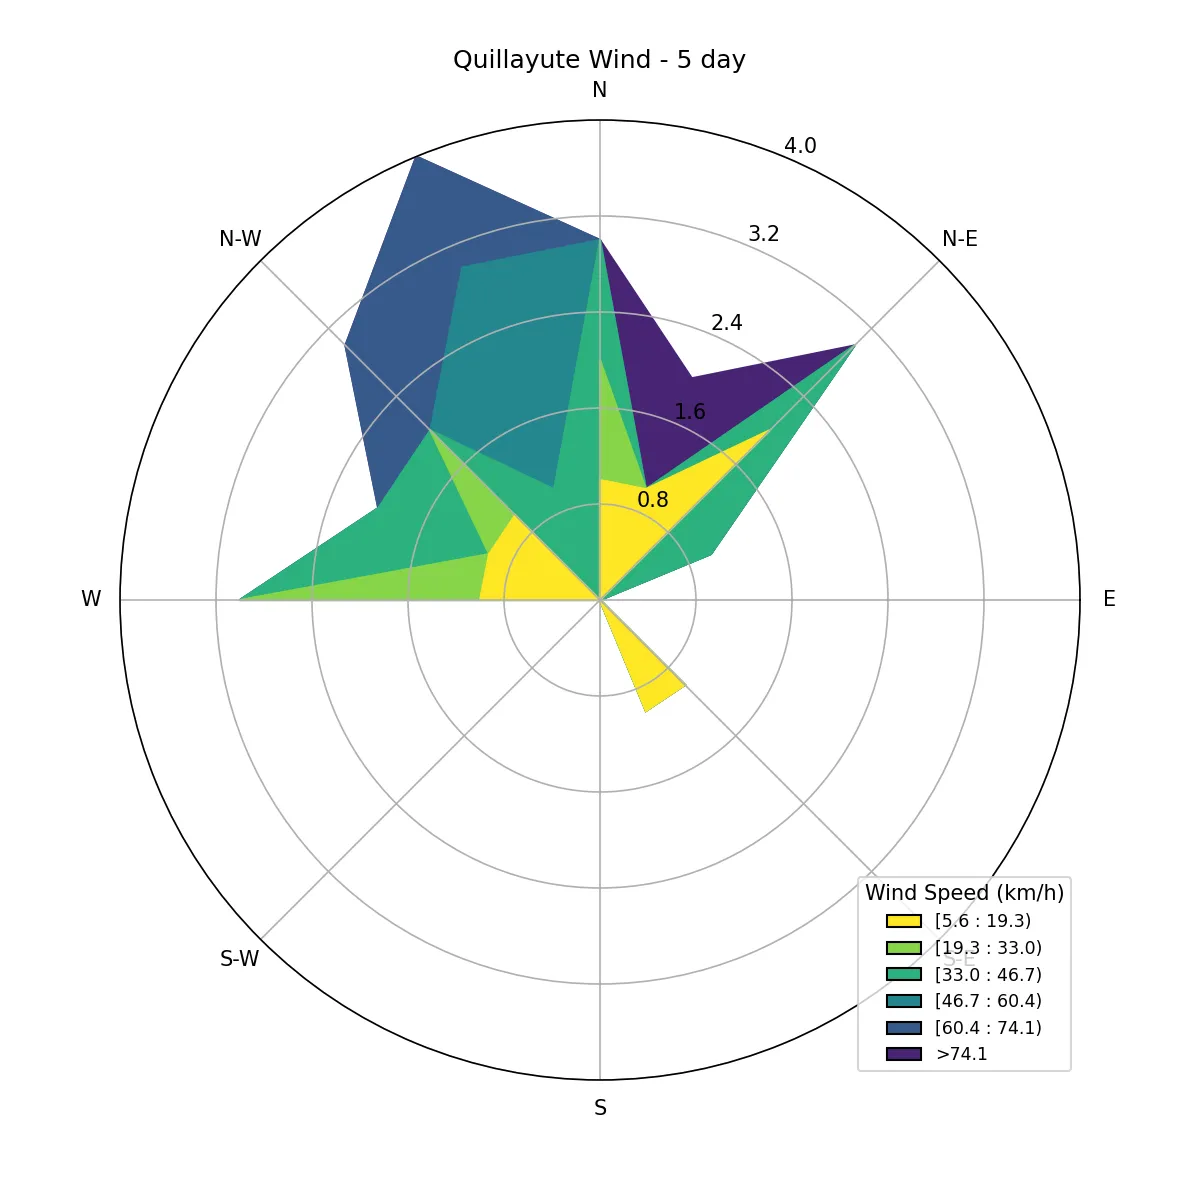 Quillayute Wind - 5 day
N
4.0
N-W
3.2
N-E
2.4
1.6
0.8
W
E
Wind Speed (km/h)
[5.6 : 19.3)
[19.3 : 33.0)
S-W
S-E
[33.0 : 46.7)
[46.7 : 60.4)
[60.4 : 74.1)
>74.1
S